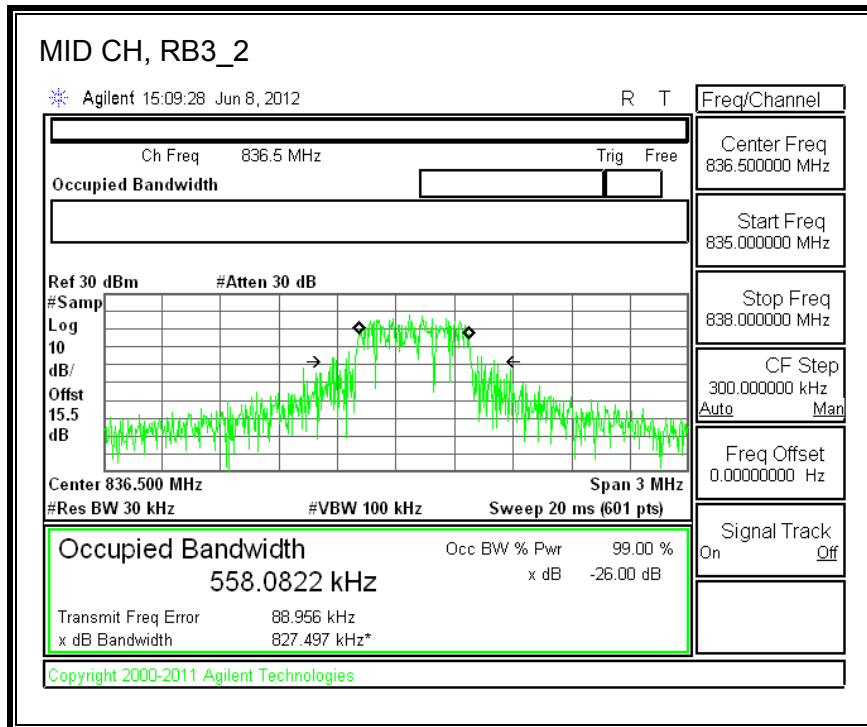 MID CH, RB3_2
Agilent 15:09:28 Jun 8, 2012 R T
Ch Freq 836.5 MHz Trig Free
Occupied Bandwidth
Ref 30 dBm #Atten 30 dB
#Samp
Log
10
dB/
Offst
15.5
dB
Center 836.500 MHz Span 3 MHz
#Res BW 30 kHz #VBW 100 kHz Sweep 20 ms (601 pts)
Occupied Bandwidth Occ BW % Pwr 99.00 %
558.0822 kHz x dB -26.00 dB
Transmit Freq Error 88.956 kHz
x dB Bandwidth 827.497 kHz*
Copyright 2000-2011 Agilent Technologies
Freq/Channel
Center Freq
836.500000 MHz
Start Freq
835.000000 MHz
Stop Freq
838.000000 MHz
CF Step
300.000000 kHz
Auto Man
Freq Offset
0.00000000 Hz
Signal Track
On Off